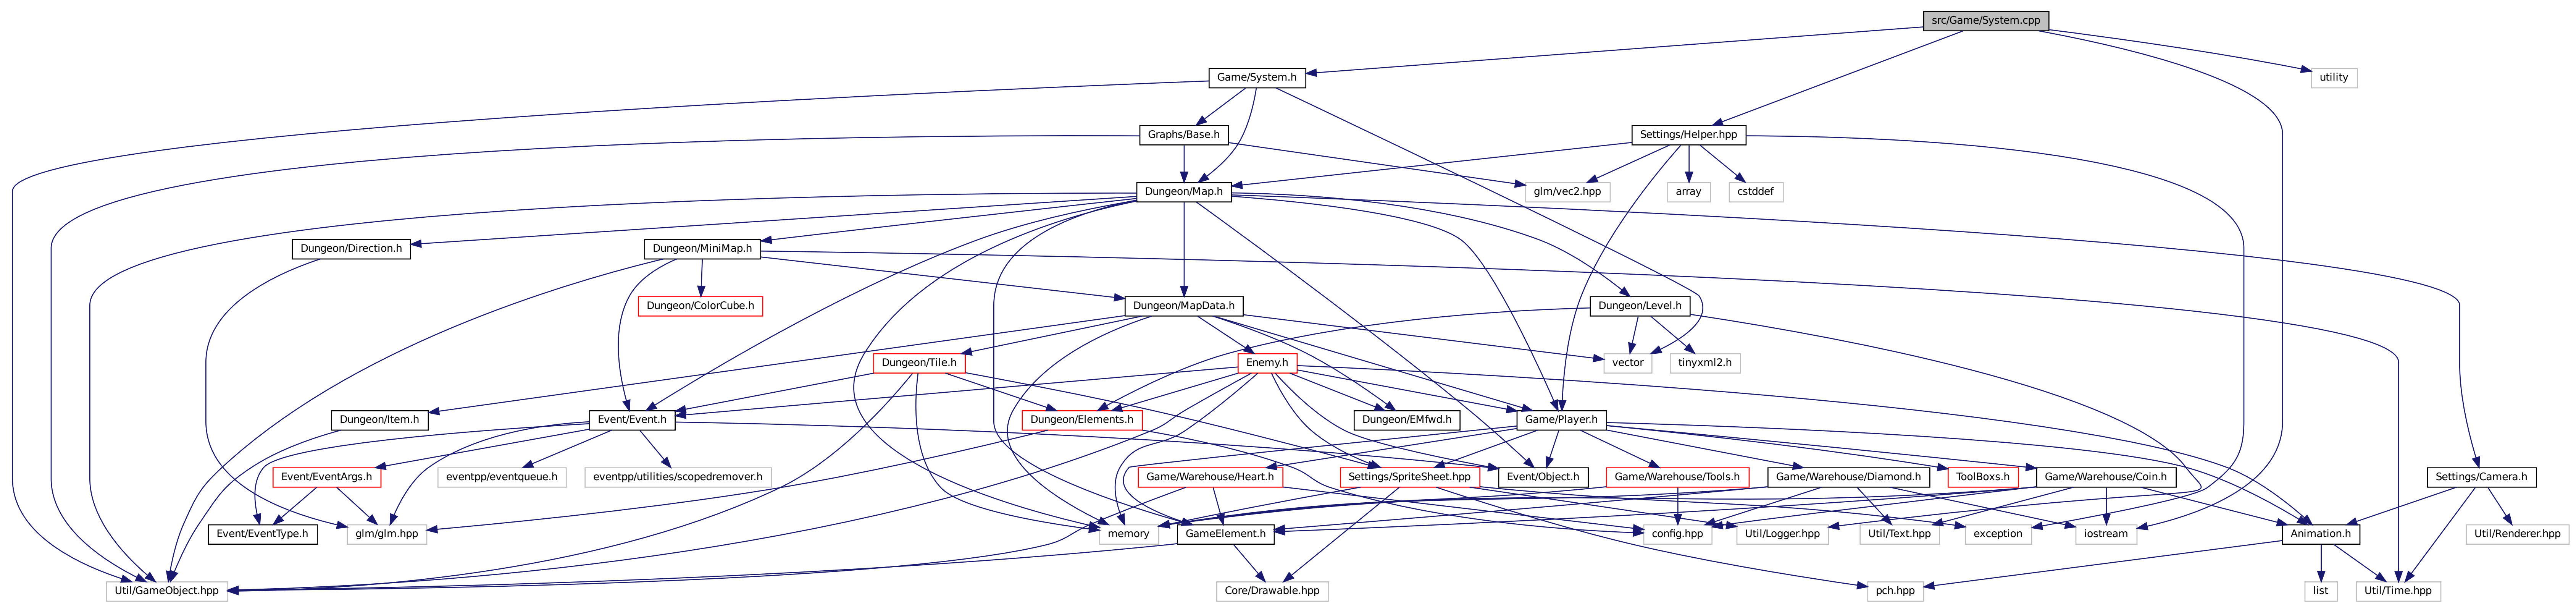 src/Game/System.cpp
Game/System.h
utility
Graphs/Base.h
Settings/Helper.hpp
Dungeon/Map.h
glm/vec2.hpp
array
cstddef
Dungeon/Direction.h
Dungeon/MiniMap.h
Dungeon/ColorCube.h
Dungeon/MapData.h
Dungeon/Level.h
Dungeon/Tile.h
Enemy.h
vector
tinyxml2.h
Dungeon/Item.h
Event/Event.h
Dungeon/Elements.h
Dungeon/EMfwd.h
Game/Player.h
Event/EventArgs.h
eventpp/eventqueue.h
eventpp/utilities/scopedremover.h
Game/Warehouse/Heart.h
Settings/SpriteSheet.hpp
Event/Object.h
Game/Warehouse/Tools.h
Game/Warehouse/Diamond.h
ToolBoxs.h
Game/Warehouse/Coin.h
Settings/Camera.h
Event/EventType.h
glm/glm.hpp
memory
GameElement.h
config.hpp
Util/Logger.hpp
Util/Text.hpp
exception
iostream
Animation.h
Util/Renderer.hpp
Util/GameObject.hpp
Core/Drawable.hpp
pch.hpp
list
Util/Time.hpp